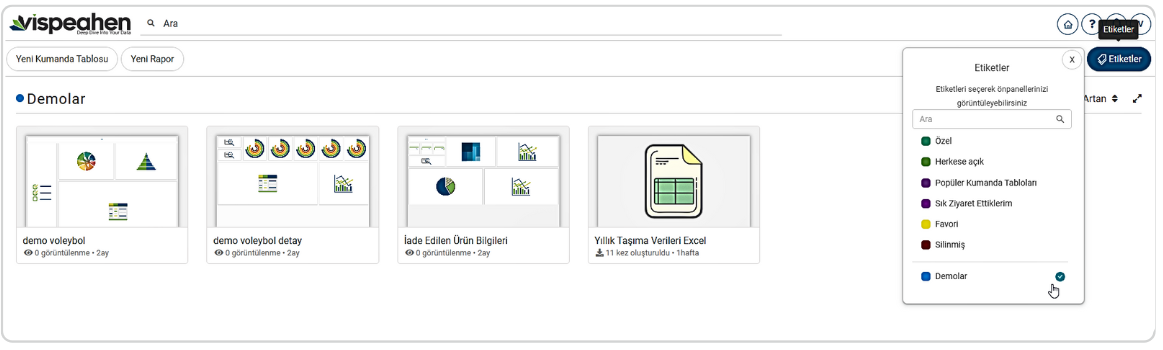 vispeahen
Deep Dive Into Your Data
Ara
?
V
Etiketler
Yeni Kumanda Tablosu
Yeni Rapor
Etiketler
Demolar
Artan
Etiketler
X
Etiketleri seçerek önpanellerinizi
görüntüleyebilirsiniz
Ara
Özel
Herkese açık
Popüler Kumanda Tabloları
Sık Ziyaret Ettiklerim
Favori
Silinmiş
Demolar
demo voleybol
0 görüntülenme • 2ay
demo voleybol detay
0 görüntülenme • 2ay
İade Edilen Ürün Bilgileri
0 görüntülenme • 2ay
Yıllık Taşıma Verileri Excel
11 kez oluşturuldu • 1hafta